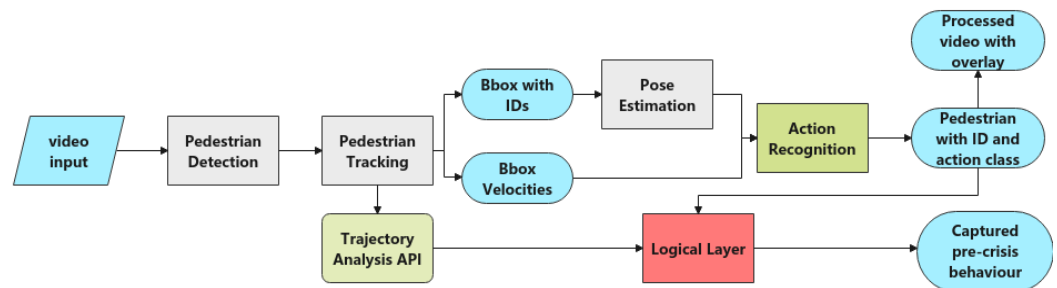 Processed
video with
overlay
Bbox with
IDs
Pose
Estimation
video
input
Pedestrian
Detection
Pedestrian
Tracking
Action
Recognition
Pedestrian
with ID and
action class
Bbox
Velocities
Trajectory
Analysis API
Logical Layer
Captured
pre-crisis
behaviour